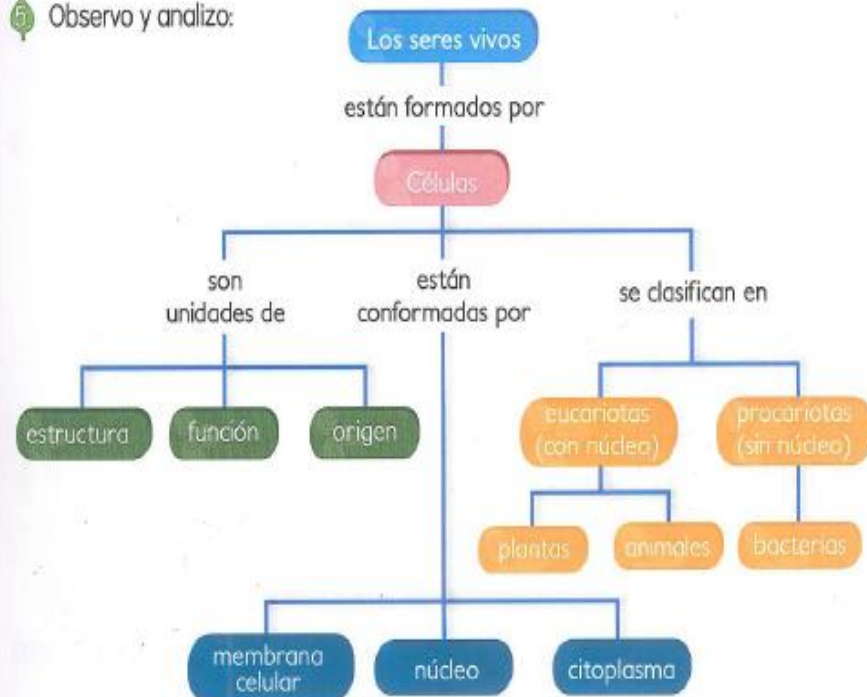 5 Observo y analizo:
Los seres vivos
están formados por
Células
son
unidades de
están
conformadas por
se clasifican en
estructura
función
origen
eucariotas
(con núcleo)
procariotas
(sin núcleo)
plantas
animales
bacterias
membrana
celular
núcleo
citoplasma